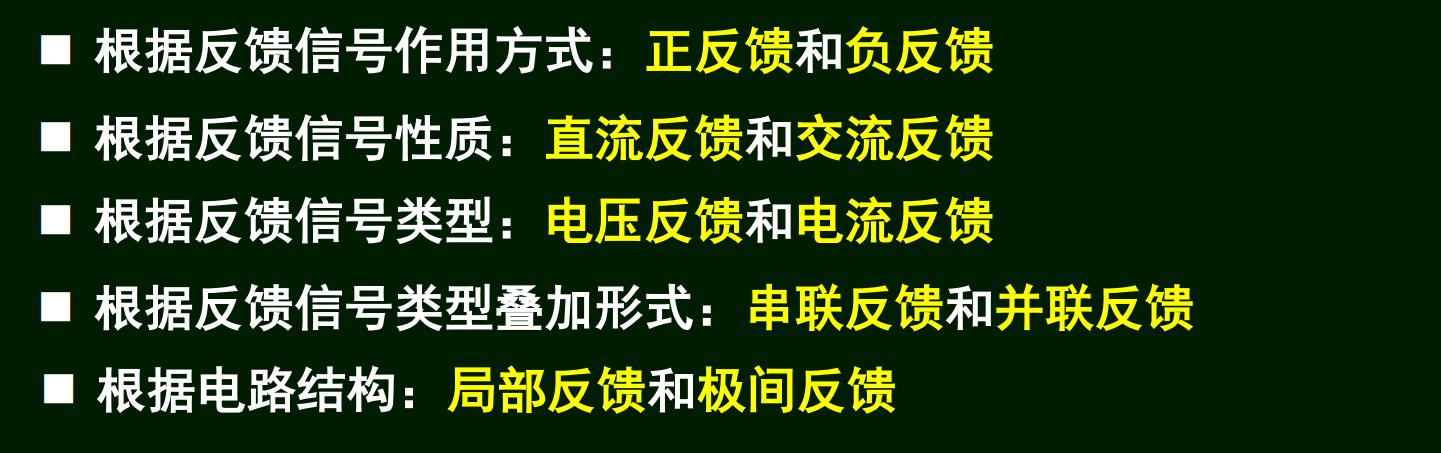 ■ 根据反馈信号作用方式：正反馈和负反馈
■ 根据反馈信号性质：直流反馈和交流反馈
■ 根据反馈信号类型：电压反馈和电流反馈
■ 根据反馈信号类型叠加形式：串联反馈和并联反馈
■ 根据电路结构：局部反馈和极间反馈